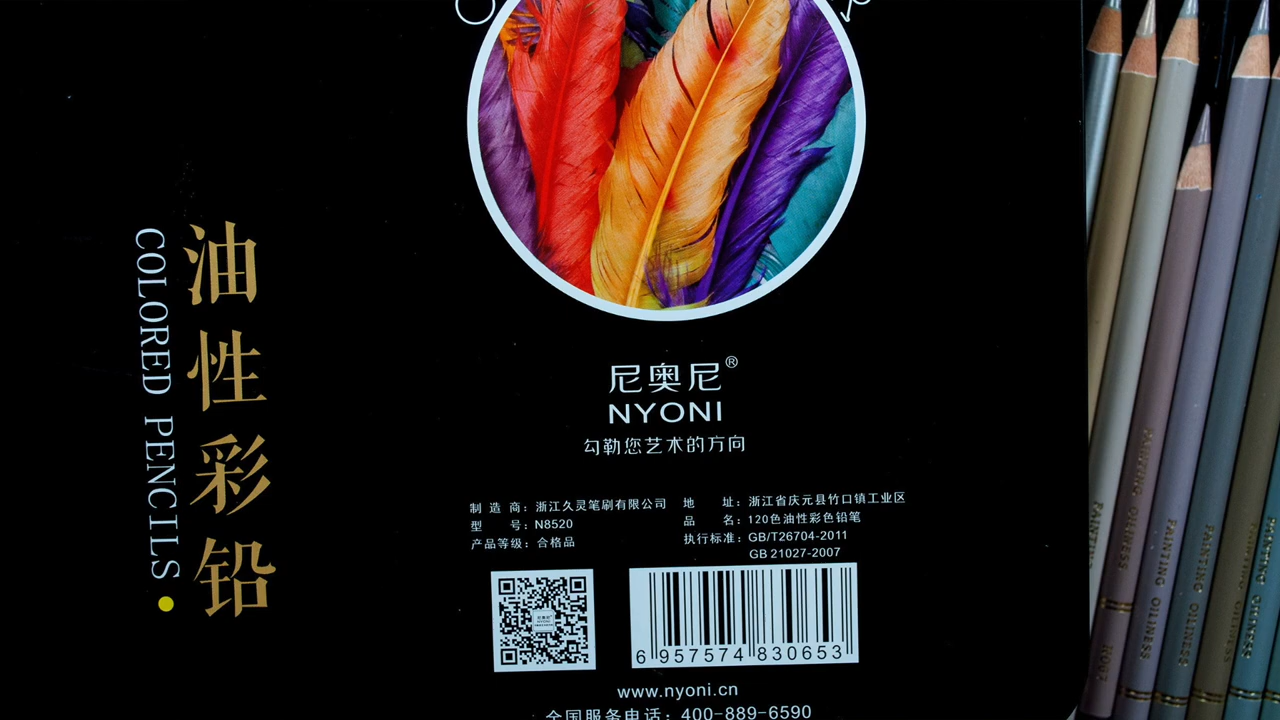 油性彩铅
COLORED PENCILS
尼奥尼®
NYONI
勾勒您艺术的方向
制 造 商：浙江久灵笔刷有限公司
型 号：N8520
产品等级：合格品
地 址：浙江省庆元县竹口镇工业区
品 名：120色油性彩色铅笔
执行标准：GB/T26704-2011
GB 21027-2007
6 957574 830653
www.nyoni.cn
全国服务电话：400-889-6590
PAINTING OILINESS
PAINTING OILINESS
PAINTING OILINESS